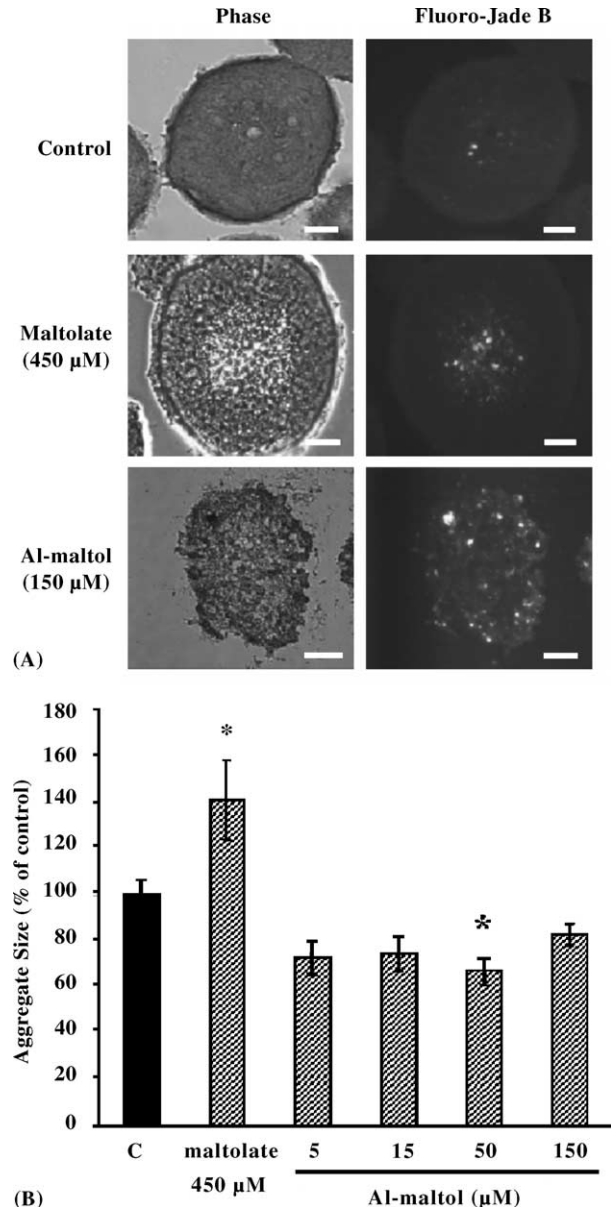 Phase Fluoro-Jade B
Control
Maltolate
(450 µM)
Al-maltol
(150 µM)
(A)
Aggregate Size (% of control)
180
160
140
120
100
80
60
40
20
0
*
*
C maltolate 5 15 50 150
450 µM
Al-maltol (µM)
(B)